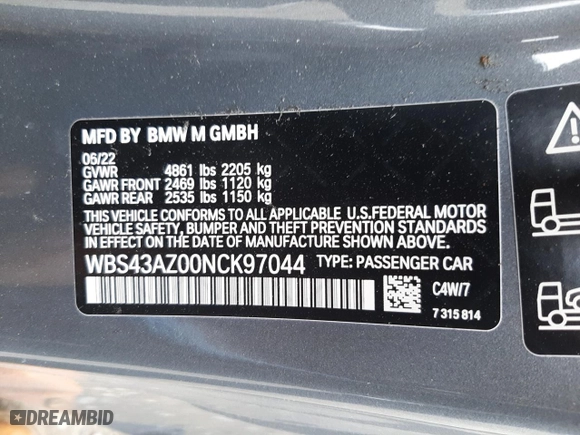 MFD BY BMW M GMBH
06/22
GVWR 4861 lbs 2205 kg
GAWR FRONT 2469 lbs 1120 kg
GAWR REAR 2535 lbs 1150 kg
THIS VEHICLE CONFORMS TO ALL APPLICABLE U.S.FEDERAL MOTOR
VEHICLE SAFETY, BUMPER AND THEFT PREVENTION STANDARDS
IN EFFECT ON THE DATE OF MANUFACTURE SHOWN ABOVE.
WBS43AZ00NCK97044 TYPE: PASSENGER CAR
C4W/7
7 315 814
DREAMBID